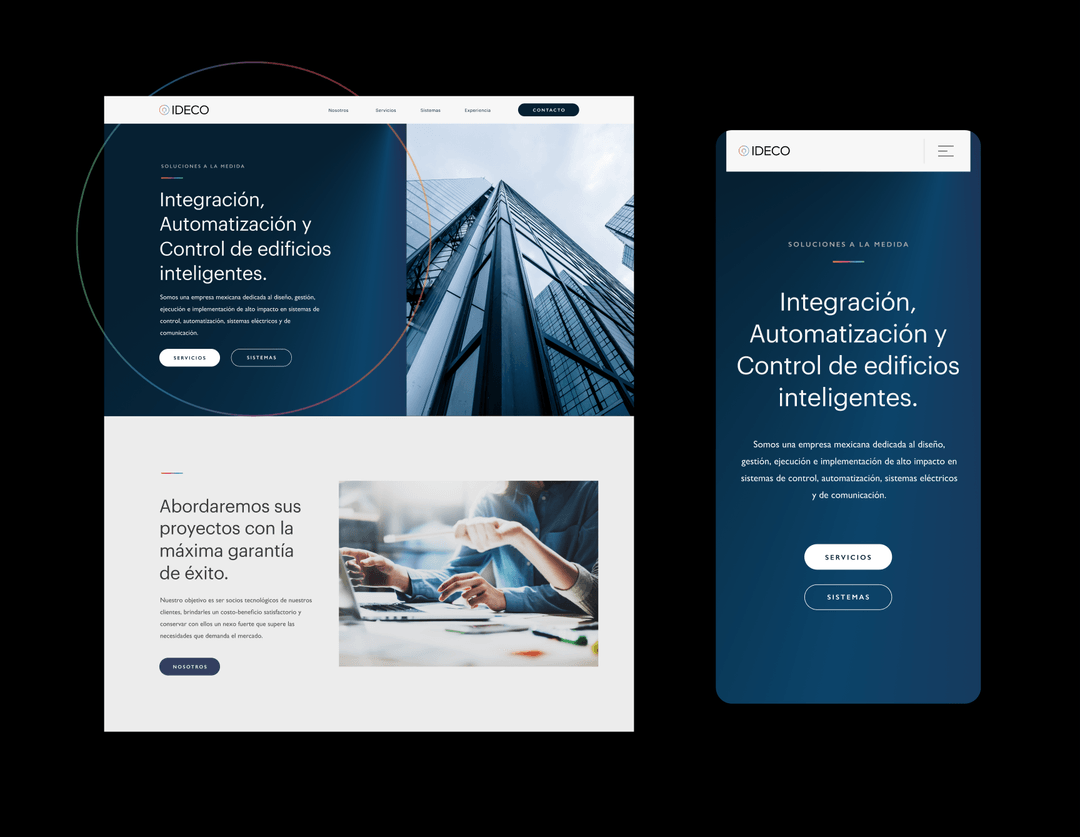 IDECO
Nosotros
Servicios
Sistemas
Experiencia
CONTACTO
SOLUCIONES A LA MEDIDA
Integración,
Automatización y
Control de edificios
inteligentes.
Somos una empresa mexicana dedicada al diseño, gestión,
ejecución e implementación de alto impacto en sistemas de
control, automatización, sistemas eléctricos y de
comunicación.
SERVICIOS
SISTEMAS
Abordaremos sus
proyectos con la
máxima garantía
de éxito.
Nuestro objetivo es ser socios tecnológicos de nuestros
clientes, brindarles un costo-beneficio satisfactorio y
conservar con ellos un nexo fuerte que supere las
necesidades que demanda el mercado.
NOSOTROS
IDECO
SOLUCIONES A LA MEDIDA
Integración,
Automatización y
Control de edificios
inteligentes.
Somos una empresa mexicana dedicada al diseño,
gestión, ejecución e implementación de alto impacto en
sistemas de control, automatización, sistemas eléctricos
y de comunicación.
SERVICIOS
SISTEMAS